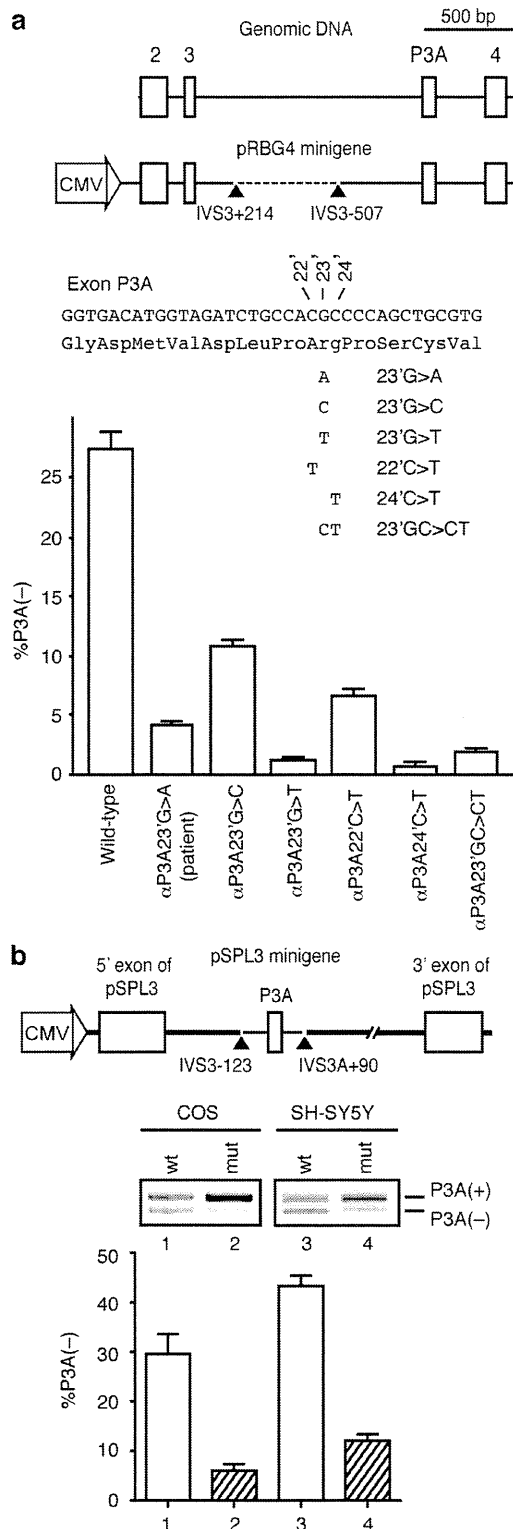 a
Genomic DNA
500 bp
2 3 P3A 4
pRBG4 minigene
CMV
IVS3+214 IVS3-507
22' 23' 24'
Exon P3A
GGTGACATGGTAGATCTGCCACGCCCCAGCTGCGTG
GlyAspMetValAspLeuProArgProSerCysVal
A 23'G>A
C 23'G>C
T 23'G>T
T 22'C>T
T 24'C>T
CT 23'GC>CT
%P3A(−)
25
20
15
10
5
0
Wild-type
αP3A23'G>A (patient)
αP3A23'G>C
αP3A23'G>T
αP3A22'C>T
αP3A24'C>T
αP3A23'GC>CT
b
pSPL3 minigene
5' exon of pSPL3
P3A
3' exon of pSPL3
CMV
IVS3-123 IVS3A+90
COS SH-SY5Y
wt mut wt mut
P3A(+)
P3A(−)
1 2 3 4
%P3A(−)
50
40
30
20
10
0
1 2 3 4